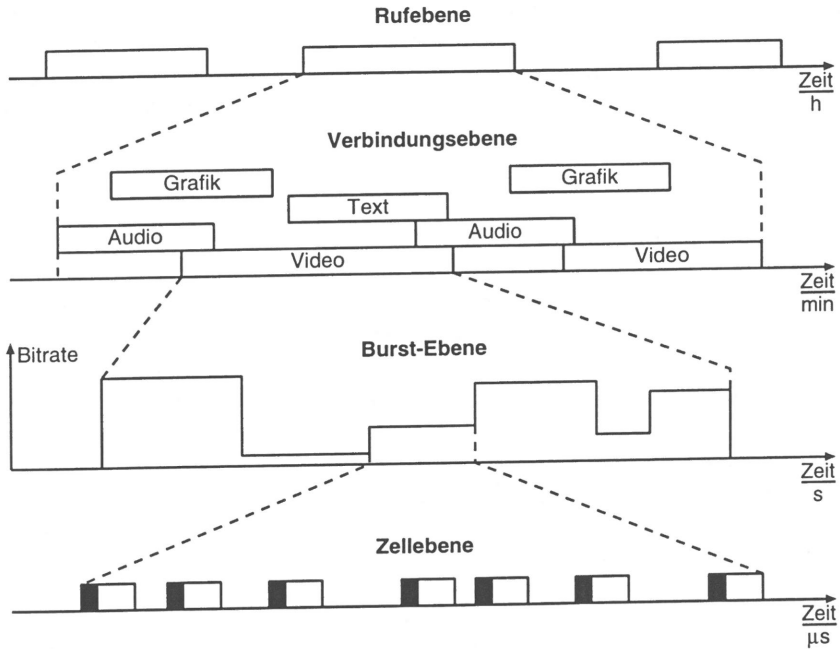 Rufebene
Zeit
h
Verbindungsebene
Grafik
Grafik
Text
Audio
Audio
Video
Video
Zeit
min
Bitrate
Burst-Ebene
Zeit
s
Zellebene
Zeit
µs